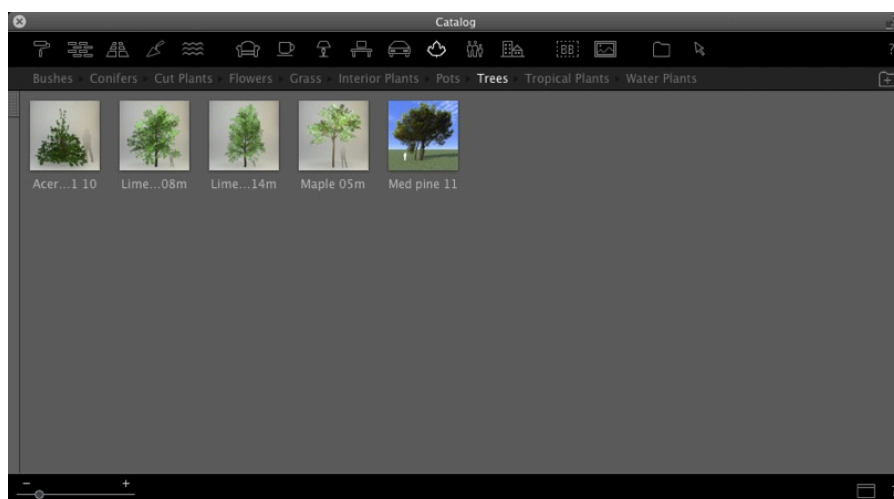 Catalog
BB
?
Bushes Conifers Cut Plants Flowers Grass Interior Plants Pots Trees Tropical Plants Water Plants
Acer...1 10 Lime...08m Lime...14m Maple 05m Med pine 11
- +